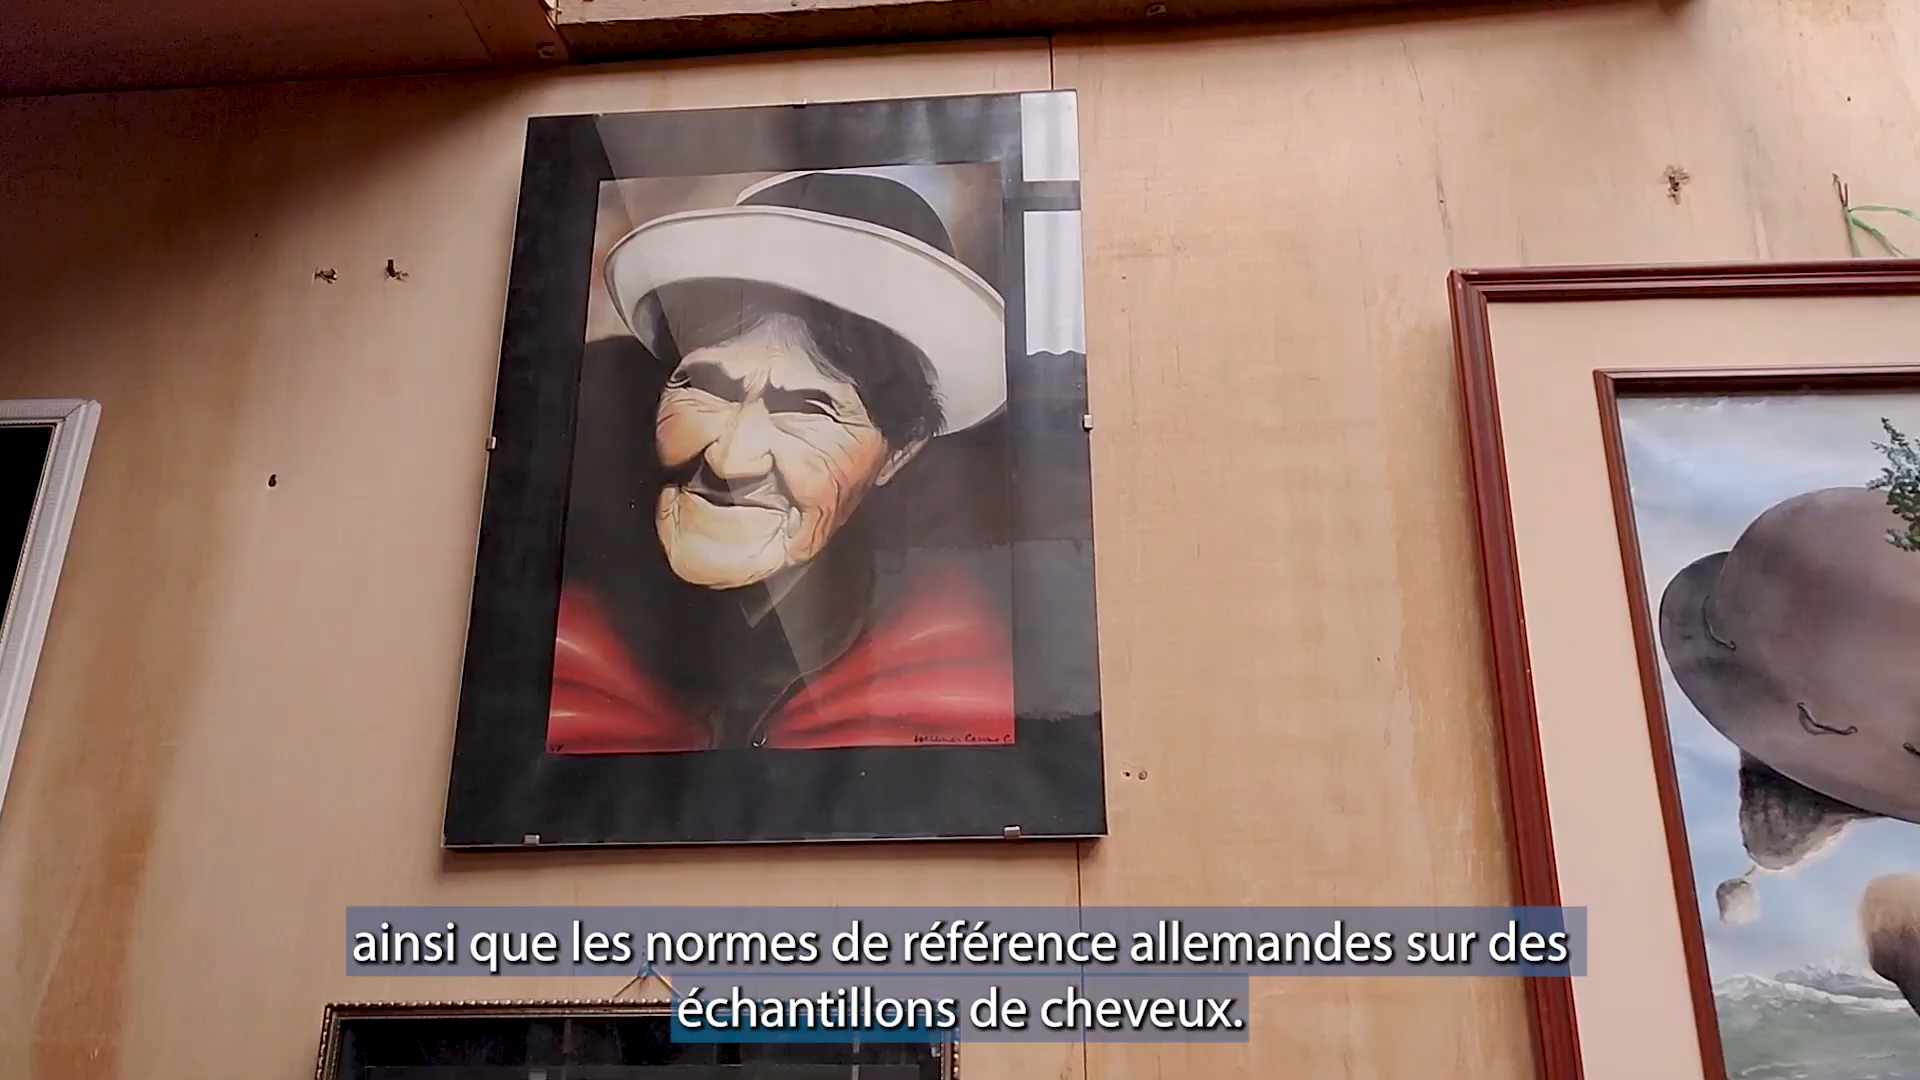 ainsi que les normes de référence allemandes sur des
échantillons de cheveux.